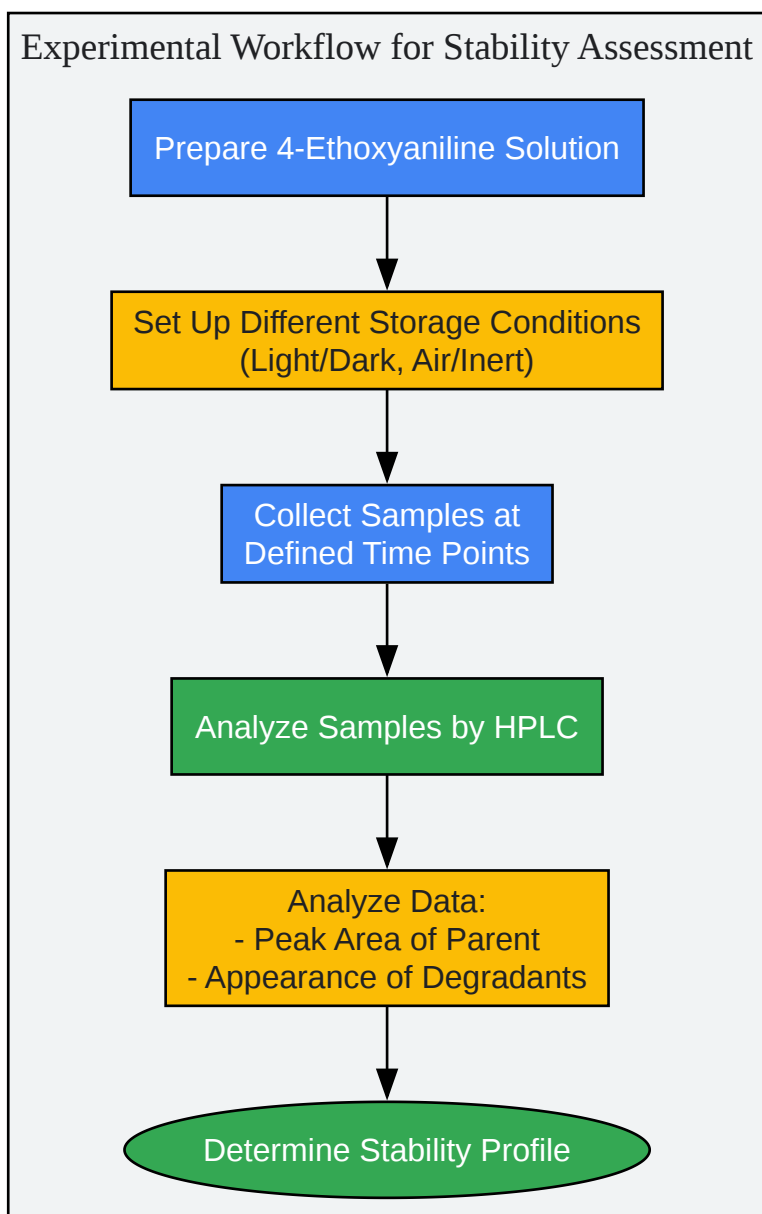 Experimental Workflow for Stability Assessment
Prepare 4-Ethoxyaniline Solution
Set Up Different Storage Conditions
(Light/Dark, Air/Inert)
Collect Samples at
Defined Time Points
Analyze Samples by HPLC
Analyze Data:
- Peak Area of Parent
- Appearance of Degradants
Determine Stability Profile